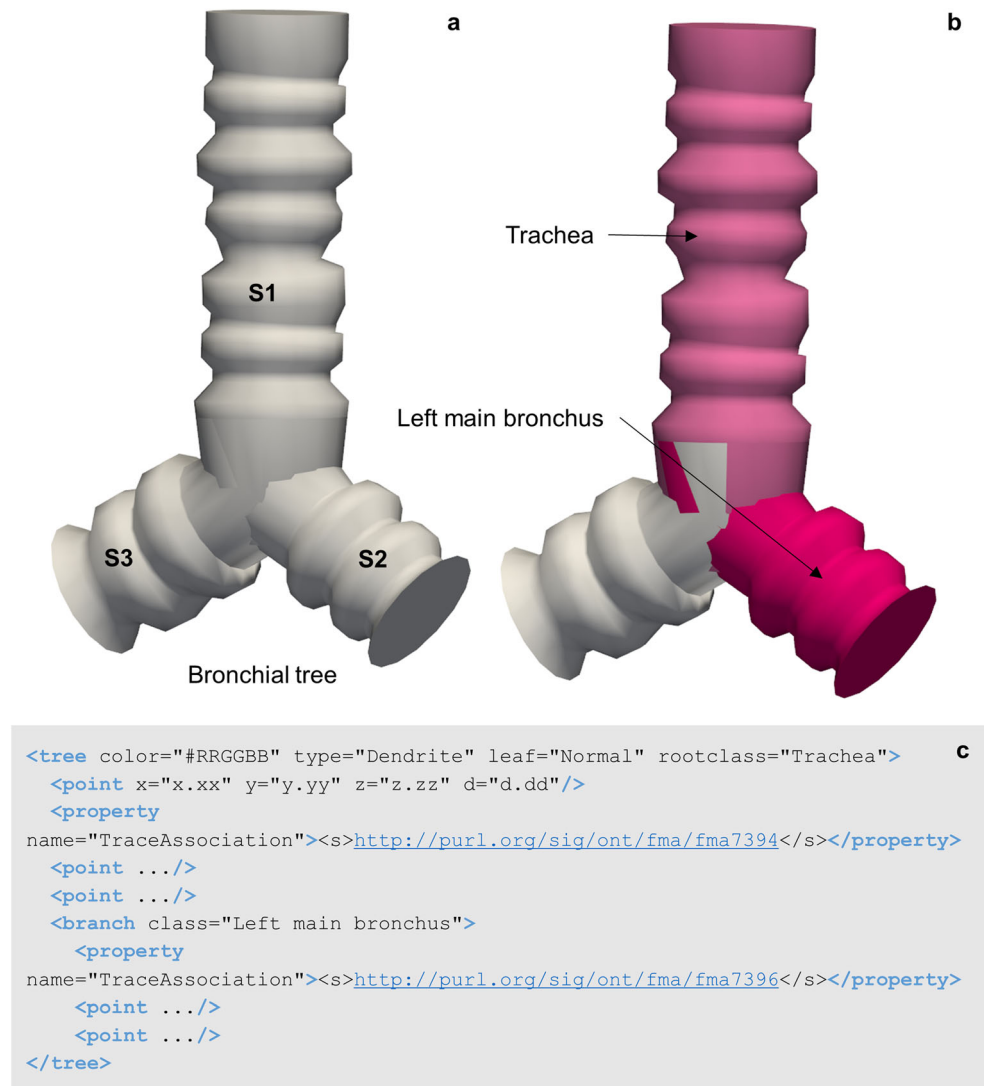 a
b
S1
Trachea
Left main bronchus
S3
S2
Bronchial tree
c
<tree color="#RRGGBB" type="Dendrite" leaf="Normal" rootclass="Trachea">
<point x="x.xx" y="y.yy" z="z.zz" d="d.dd"/>
<property
name="TraceAssociation"><s>http://purl.org/sig/ont/fma/fma7394</s></property>
<point .../>
<point .../>
<branch class="Left main bronchus">
<property
name="TraceAssociation"><s>http://purl.org/sig/ont/fma/fma7396</s></property>
<point .../>
<point .../>
</tree>